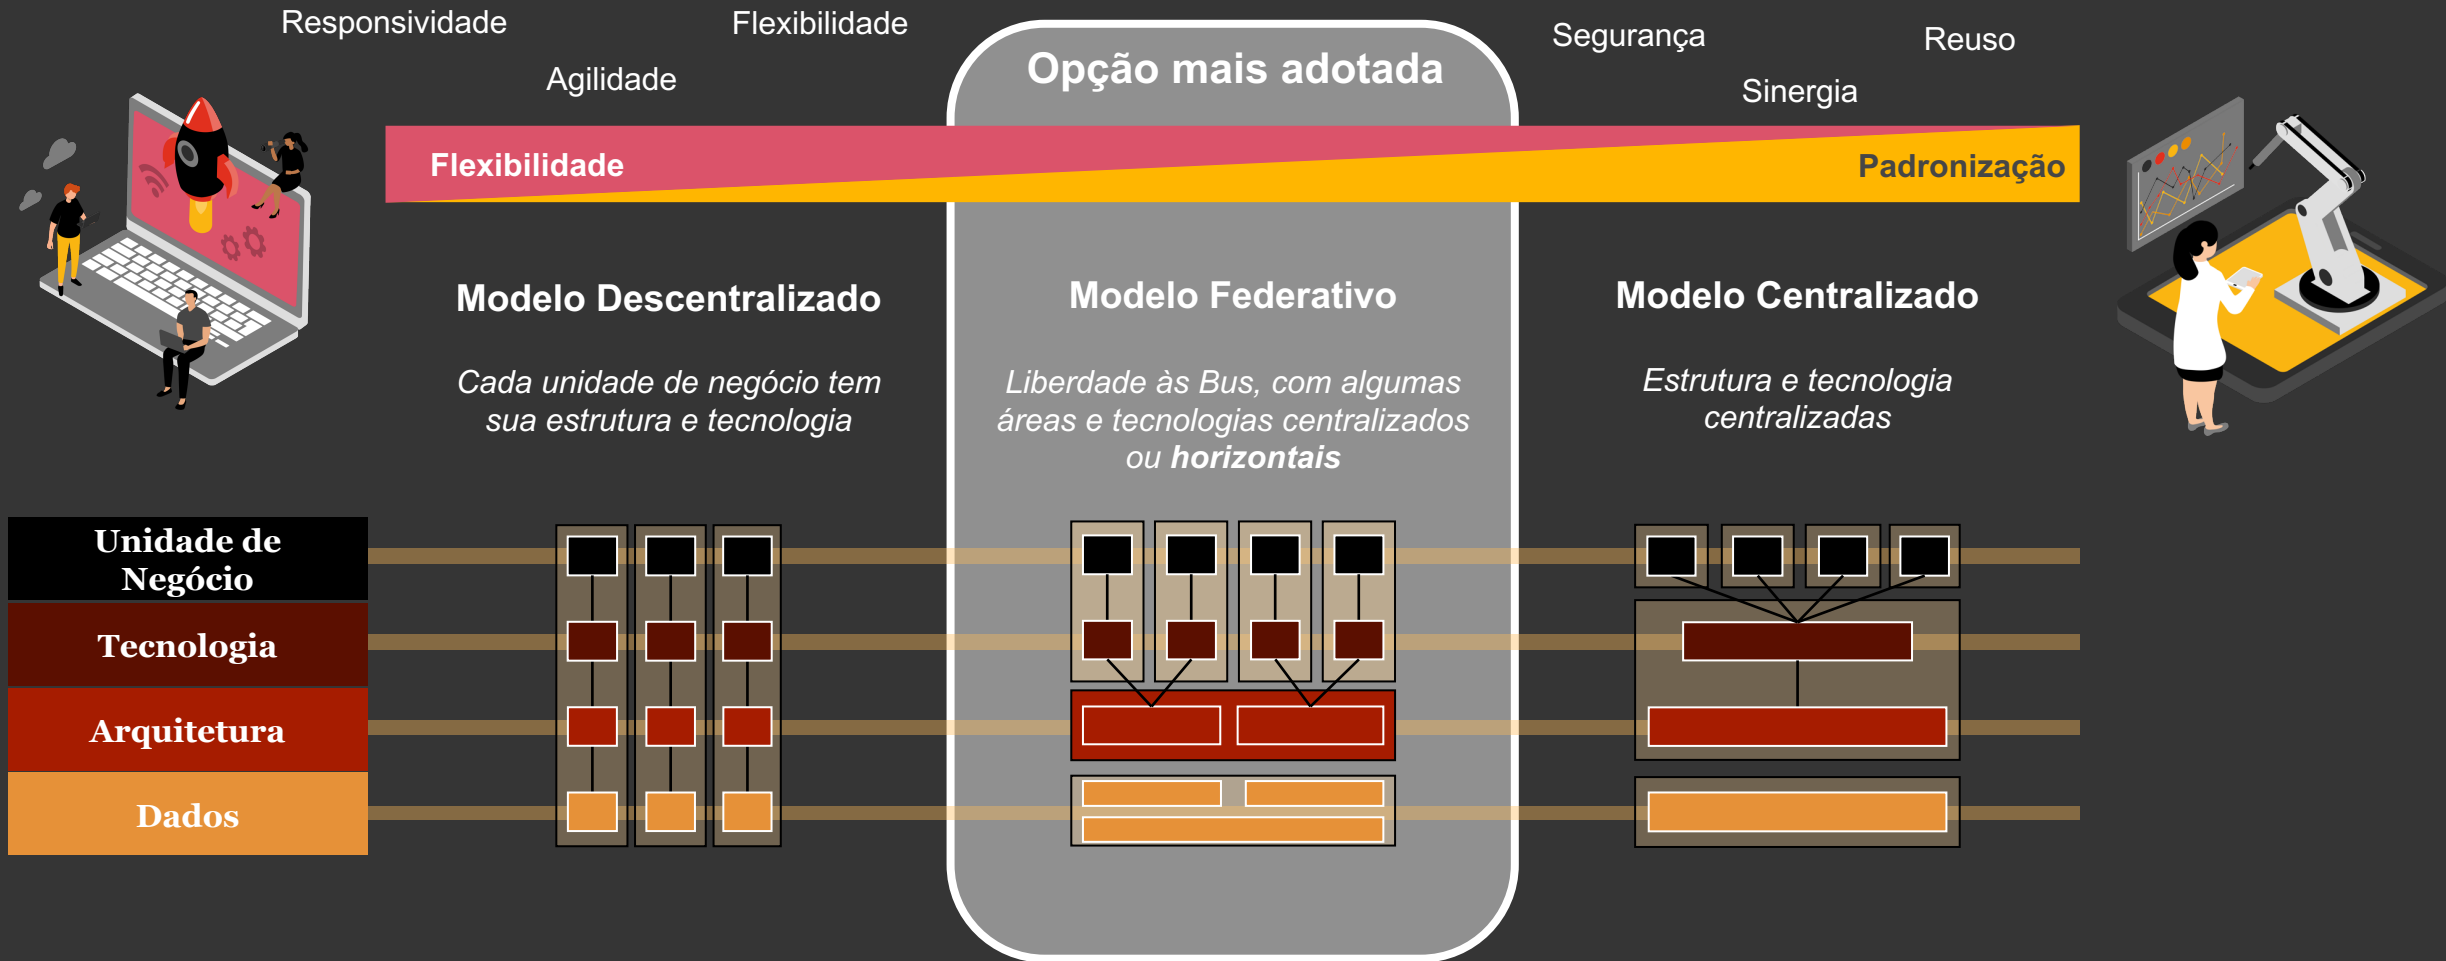 Responsividade
Flexibilidade
Agilidade
Opção mais adotada
Segurança
Reuso
Sinergia
Flexibilidade
Padronização
Modelo Descentralizado
Cada unidade de negócio tem
sua estrutura e tecnologia
Modelo Federativo
Liberdade às Bus, com algumas
áreas e tecnologias centralizados
ou horizontais
Modelo Centralizado
Estrutura e tecnologia
centralizadas
Unidade de
Negócio
Tecnologia
Arquitetura
Dados